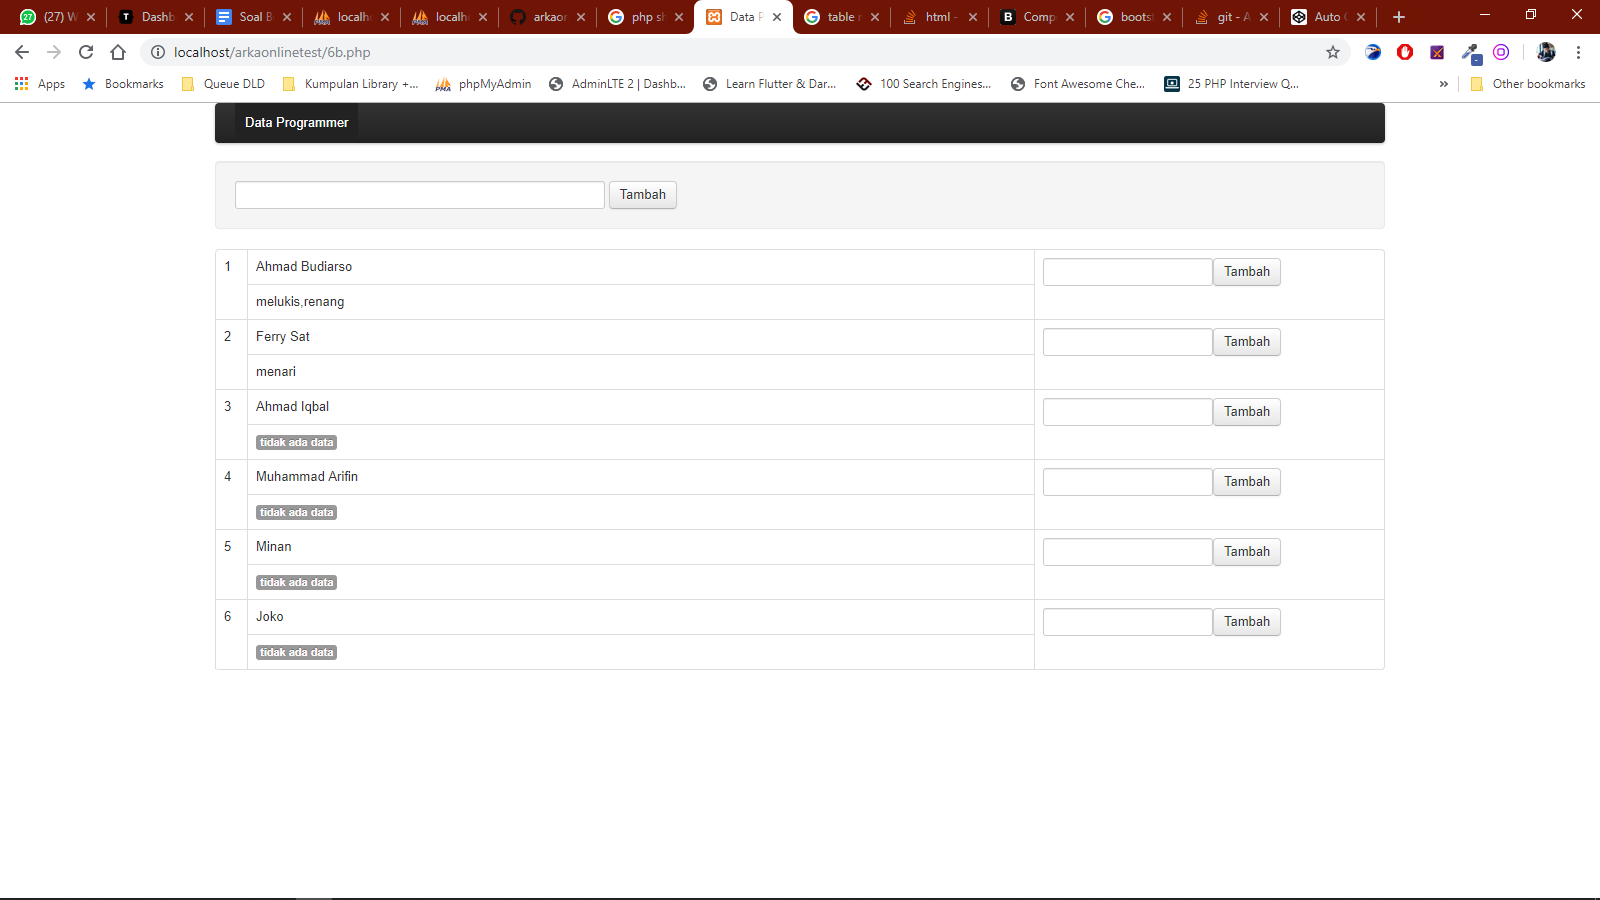 (27) W
Dashb
Soal B
localho
localho
arkaon
php sh
Data P
table r
html -
Comp
boots
git - A
Auto
localhost/arkaonlinetest/6b.php
Apps
Bookmarks
Queue DLD
Kumpulan Library +...
phpMyAdmin
AdminLTE 2 | Dashb...
Learn Flutter & Dar...
100 Search Engines...
Font Awesome Che...
25 PHP Interview Q...
»
Other bookmarks
Data Programmer
Tambah
1 Ahmad Budiarso Tambah
melukis,renang
2 Ferry Sat Tambah
menari
3 Ahmad Iqbal Tambah
tidak ada data
4 Muhammad Arifin Tambah
tidak ada data
5 Minan Tambah
tidak ada data
6 Joko Tambah
tidak ada data